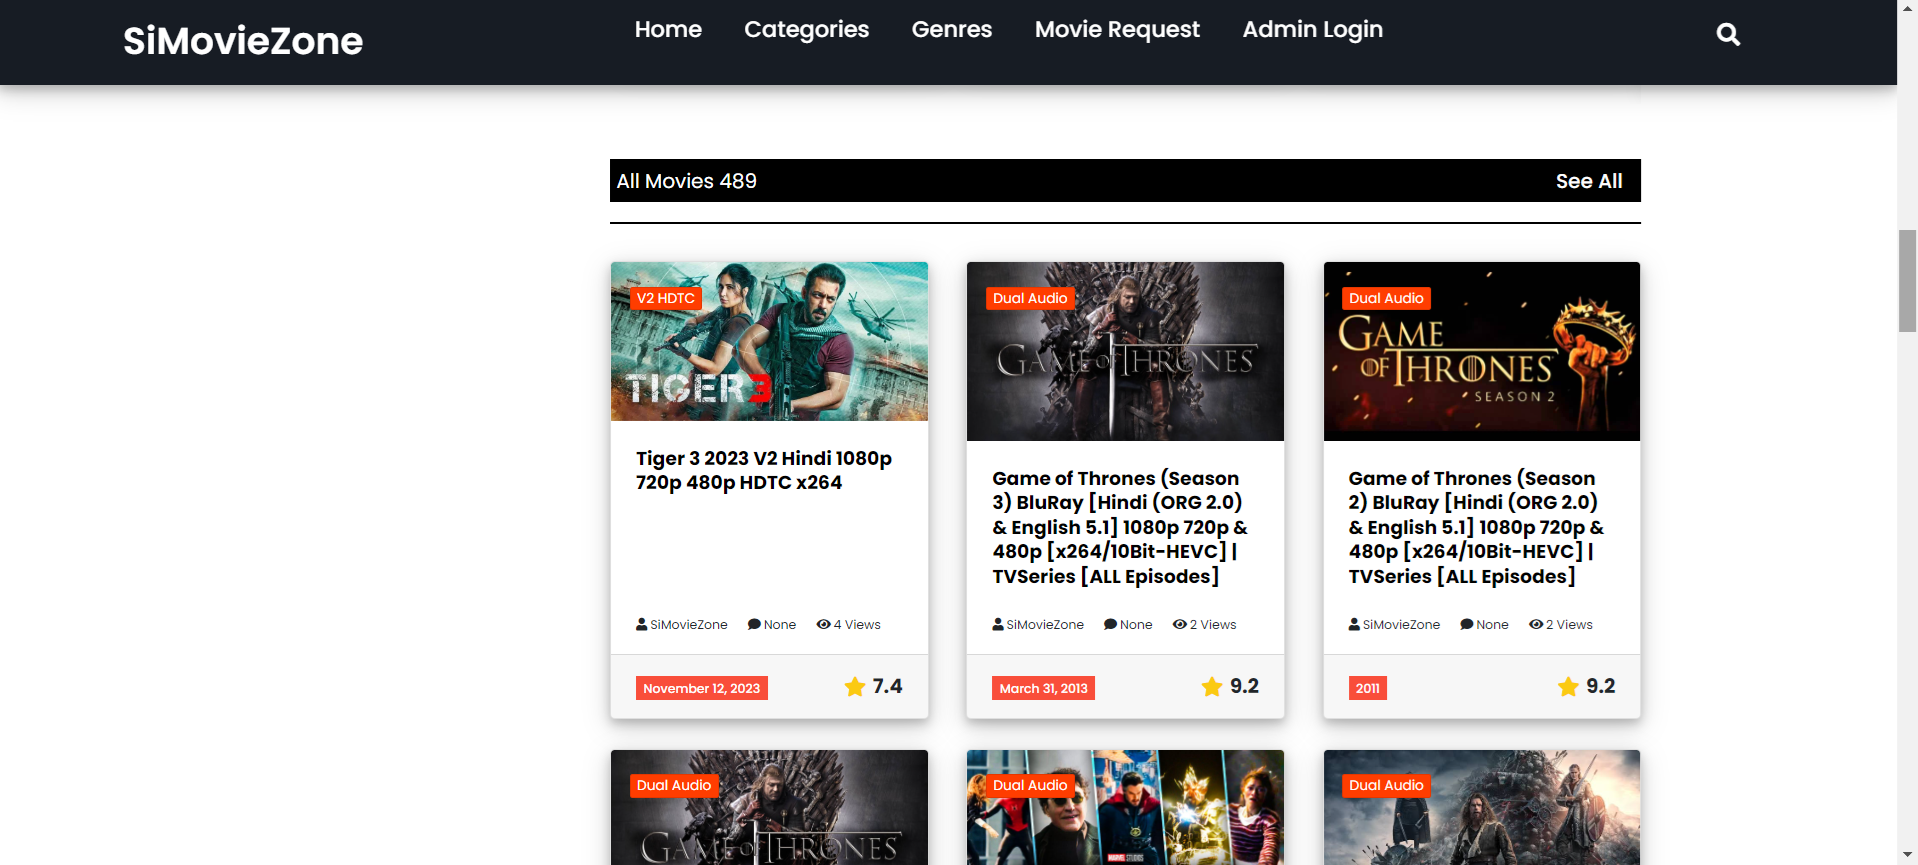 SiMovieZone
Home Categories Genres Movie Request Admin Login
All Movies 489 See All
V2 HDTC
TIGER 3
Tiger 3 2023 V2 Hindi 1080p
720p 480p HDTC x264
SiMovieZone None 4 Views
November 12, 2023 7.4
Dual Audio
GAME OF THRONES
Game of Thrones (Season
3) BluRay [Hindi (ORG 2.0)
& English 5.1] 1080p 720p &
480p [x264/10Bit-HEVC] |
TVSeries [ALL Episodes]
SiMovieZone None 2 Views
March 31, 2013 9.2
Dual Audio
GAME
OF THRONES
SEASON 2
Game of Thrones (Season
2) BluRay [Hindi (ORG 2.0)
& English 5.1] 1080p 720p &
480p [x264/10Bit-HEVC] |
TVSeries [ALL Episodes]
SiMovieZone None 2 Views
2011 9.2
Dual Audio
GAME OF THRONES
Dual Audio
MARVEL STUDIOS
Dual Audio